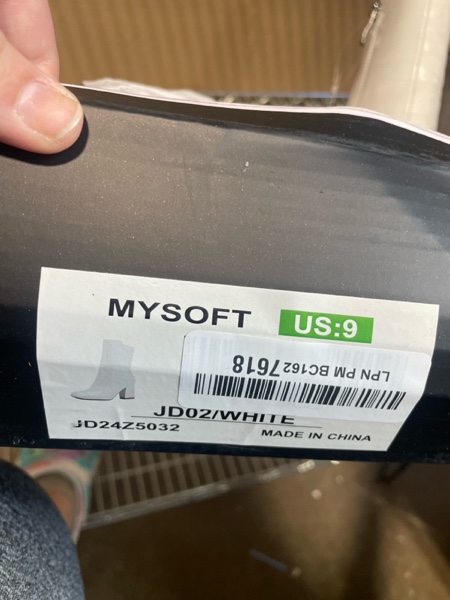 MYSOFT US:9
LPN PM BC162 7618
JD02/WHITE
JD24Z5032
MADE IN CHINA